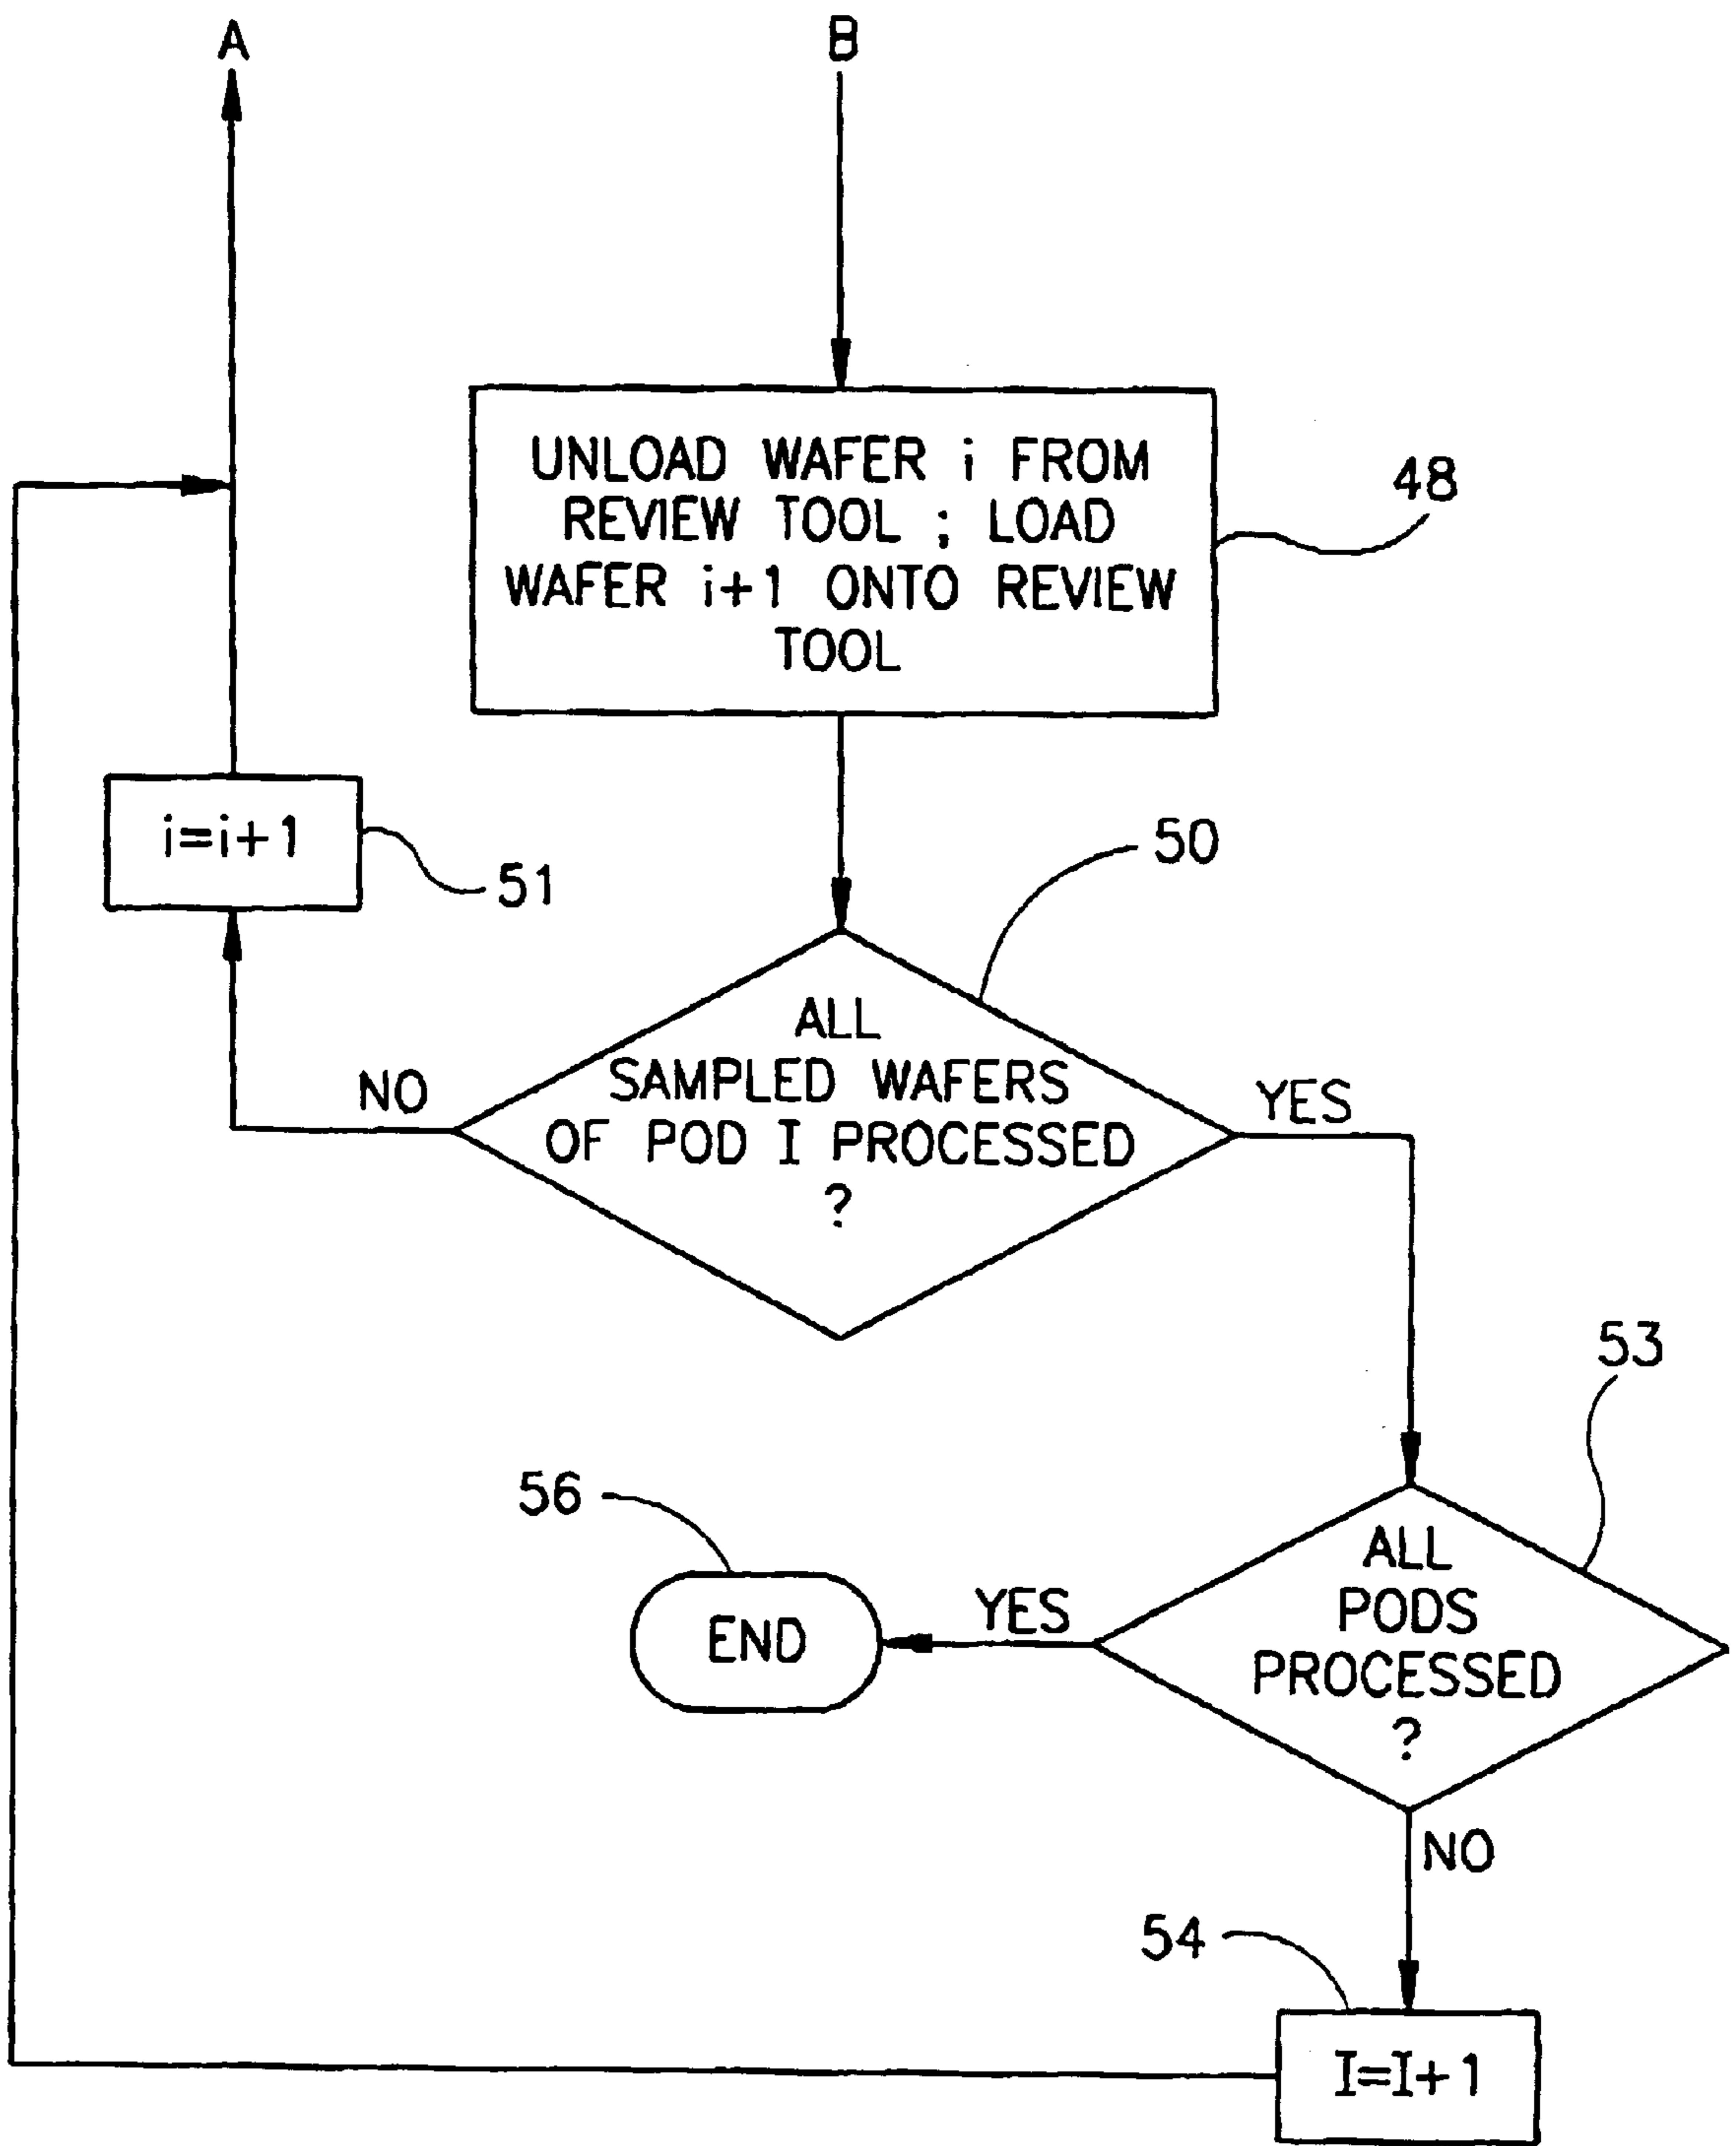 A
B
UNLOAD WAFER i FROM
REVIEW TOOL ; LOAD
WAFER i+1 ONTO REVIEW
TOOL
48
i=i+1
51
50
ALL
SAMPLED WAFERS
OF POD I PROCESSED
?
NO
YES
53
56
ALL
PODS
PROCESSED
?
YES
END
NO
54
I=I+1